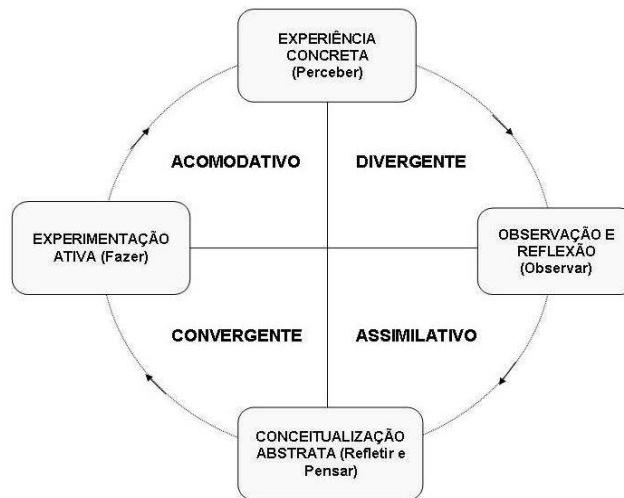 EXPERIÊNCIA
CONCRETA
(Perceber)
ACOMODATIVO
DIVERGENTE
EXPERIMENTAÇÃO
ATIVA (Fazer)
OBSERVAÇÃO E
REFLEXÃO
(Observar)
CONVERGENTE
ASSIMILATIVO
CONCEITUALIZAÇÃO
ABSTRATA (Refletir e
Pensar)